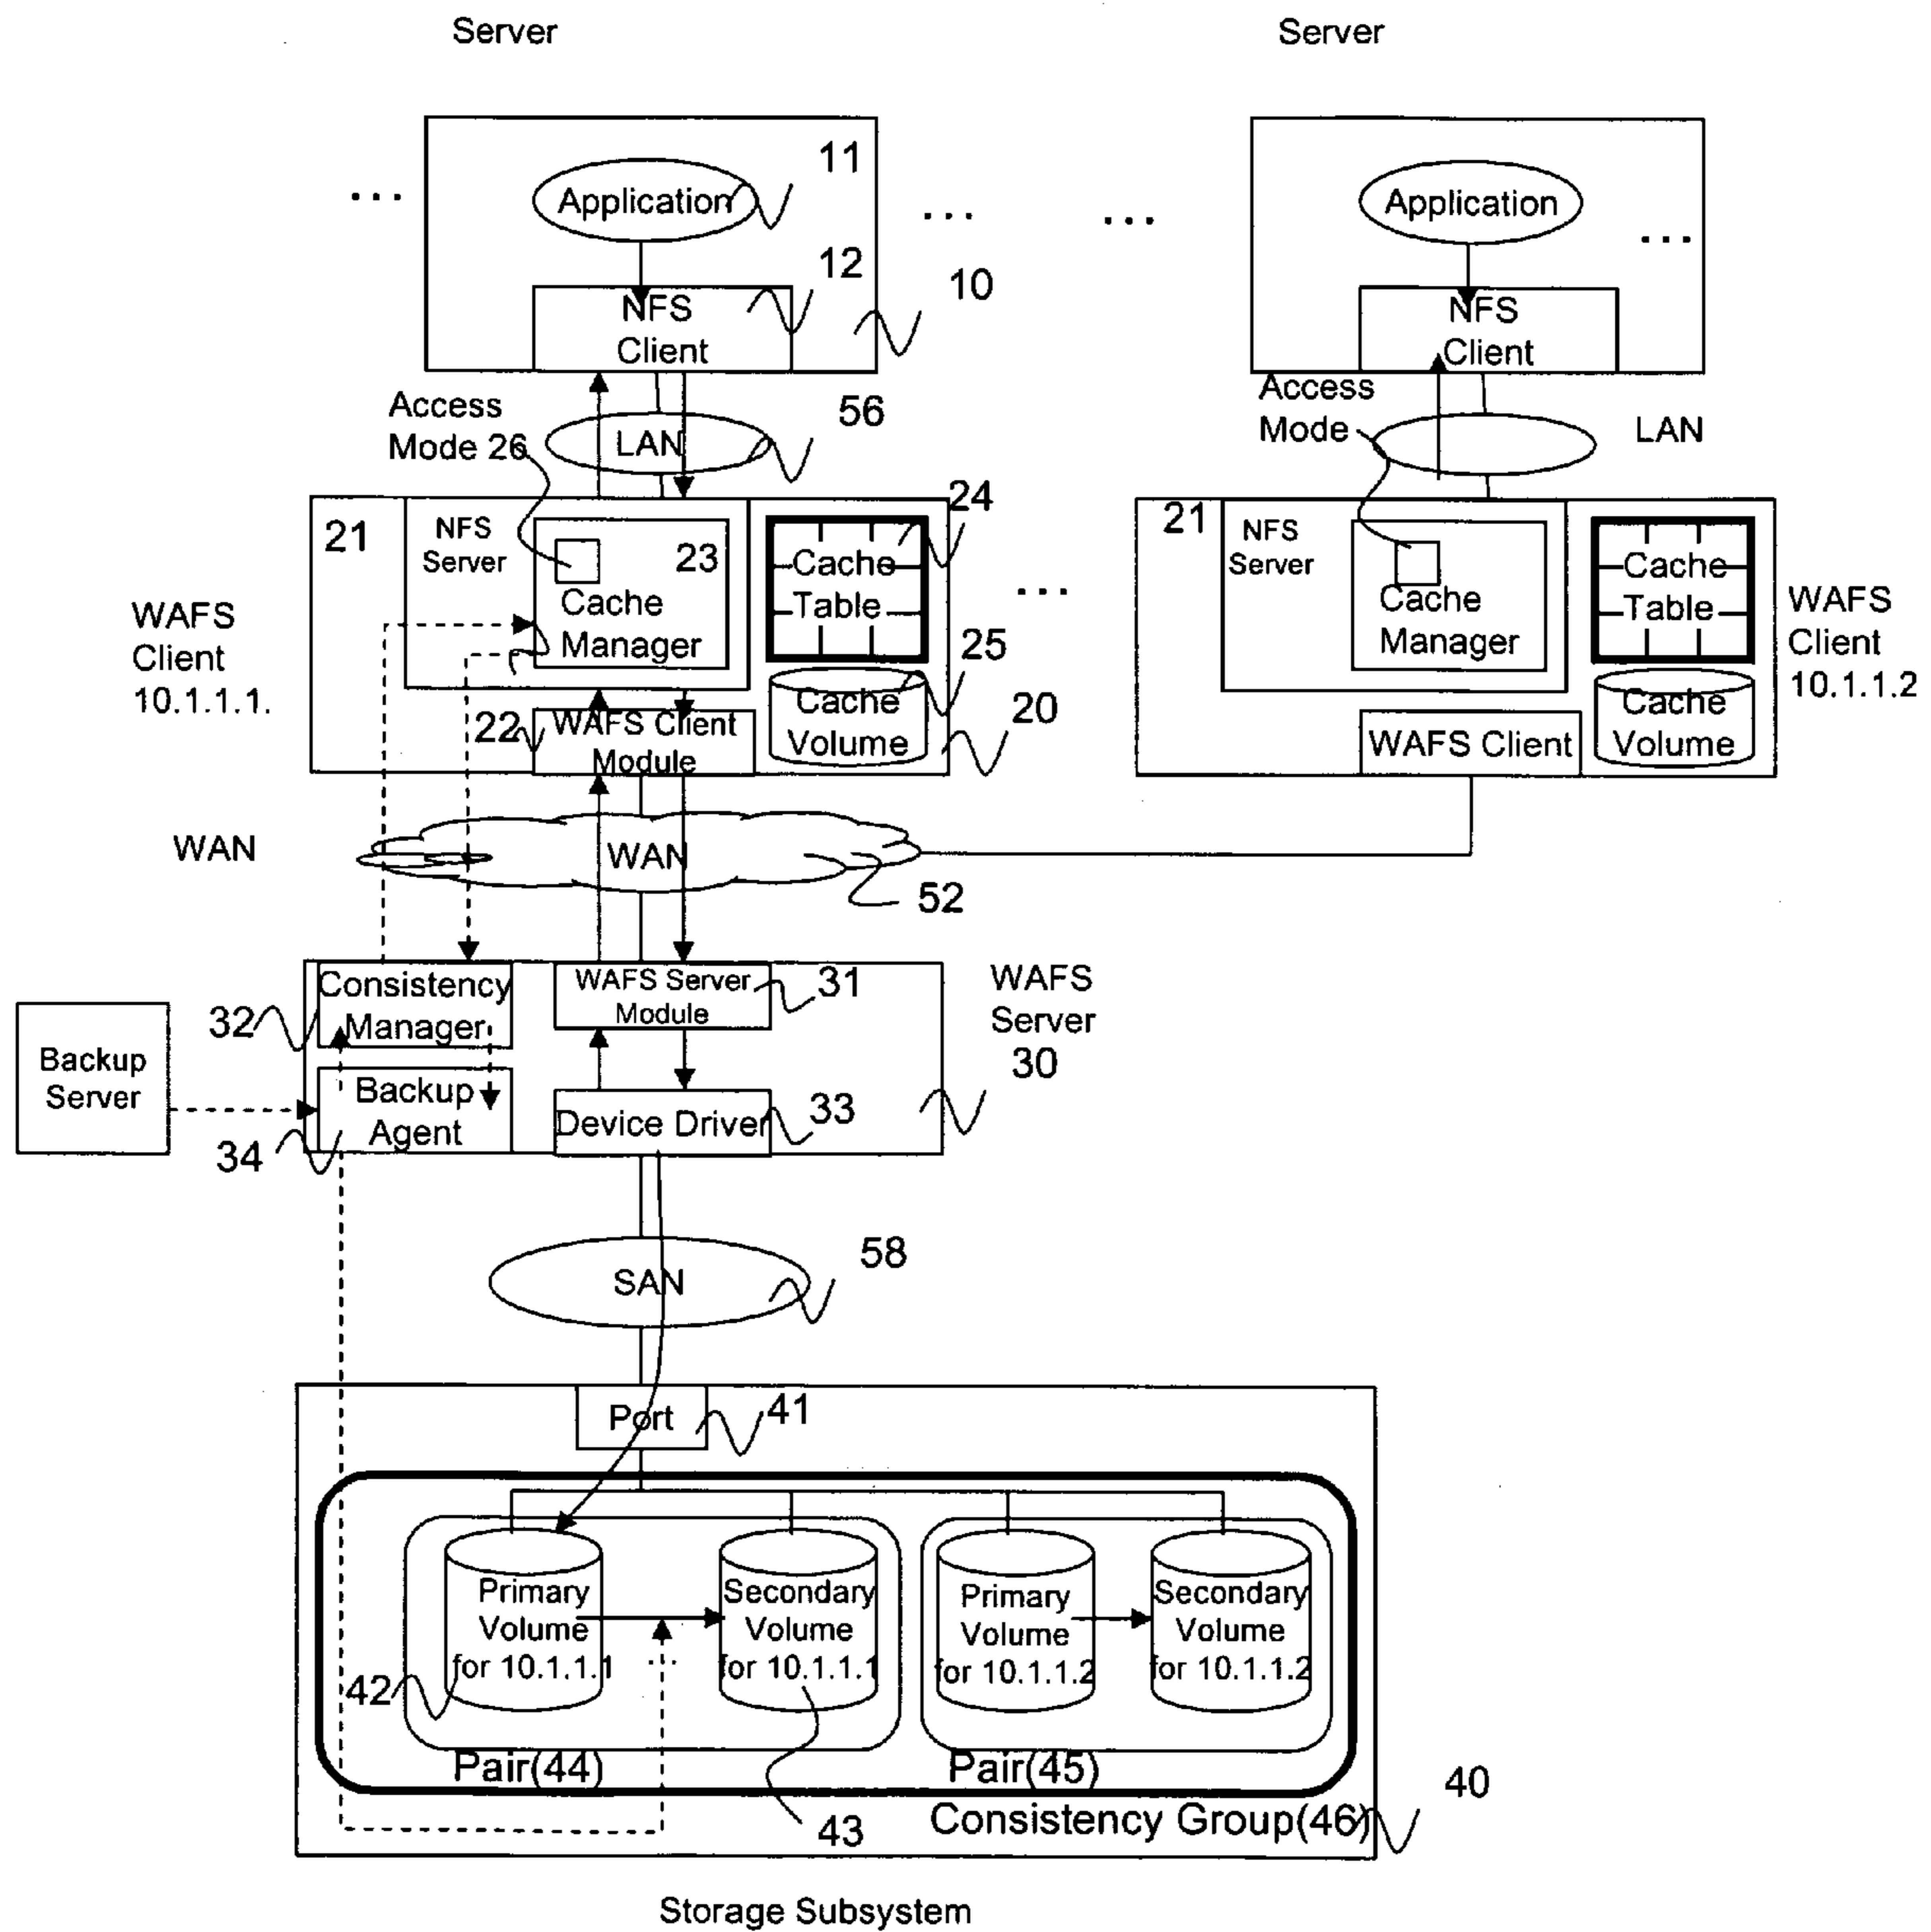 Server
Server
11
Application
Application
...
...
...
...
12
10
NFS
Client
NFS
Client
Access
Mode 26
56
LAN
Access
Mode
LAN
24
21
NFS
Server
23
Cache
Manager
Cache
Table
21
NFS
Server
Cache
Manager
Cache
Table
...
WAFS
Client
10.1.1.1.
WAFS
Client
10.1.1.2
25
20
22
WAFS Client
Module
Cache
Volume
WAFS Client
Cache
Volume
WAN
WAN
52
Consistency
Manager
32
WAFS Server
Module
31
WAFS
Server
30
Backup
Server
Backup
Agent
34
Device Driver
33
58
SAN
Port
41
Primary
Volume
for 10.1.1.1
...
Secondary
Volume
for 10.1.1.1
Primary
Volume
for 10.1.1.2
Secondary
Volume
for 10.1.1.2
42
Pair(44)
Pair(45)
40
43
Consistency Group(46)
Storage Subsystem